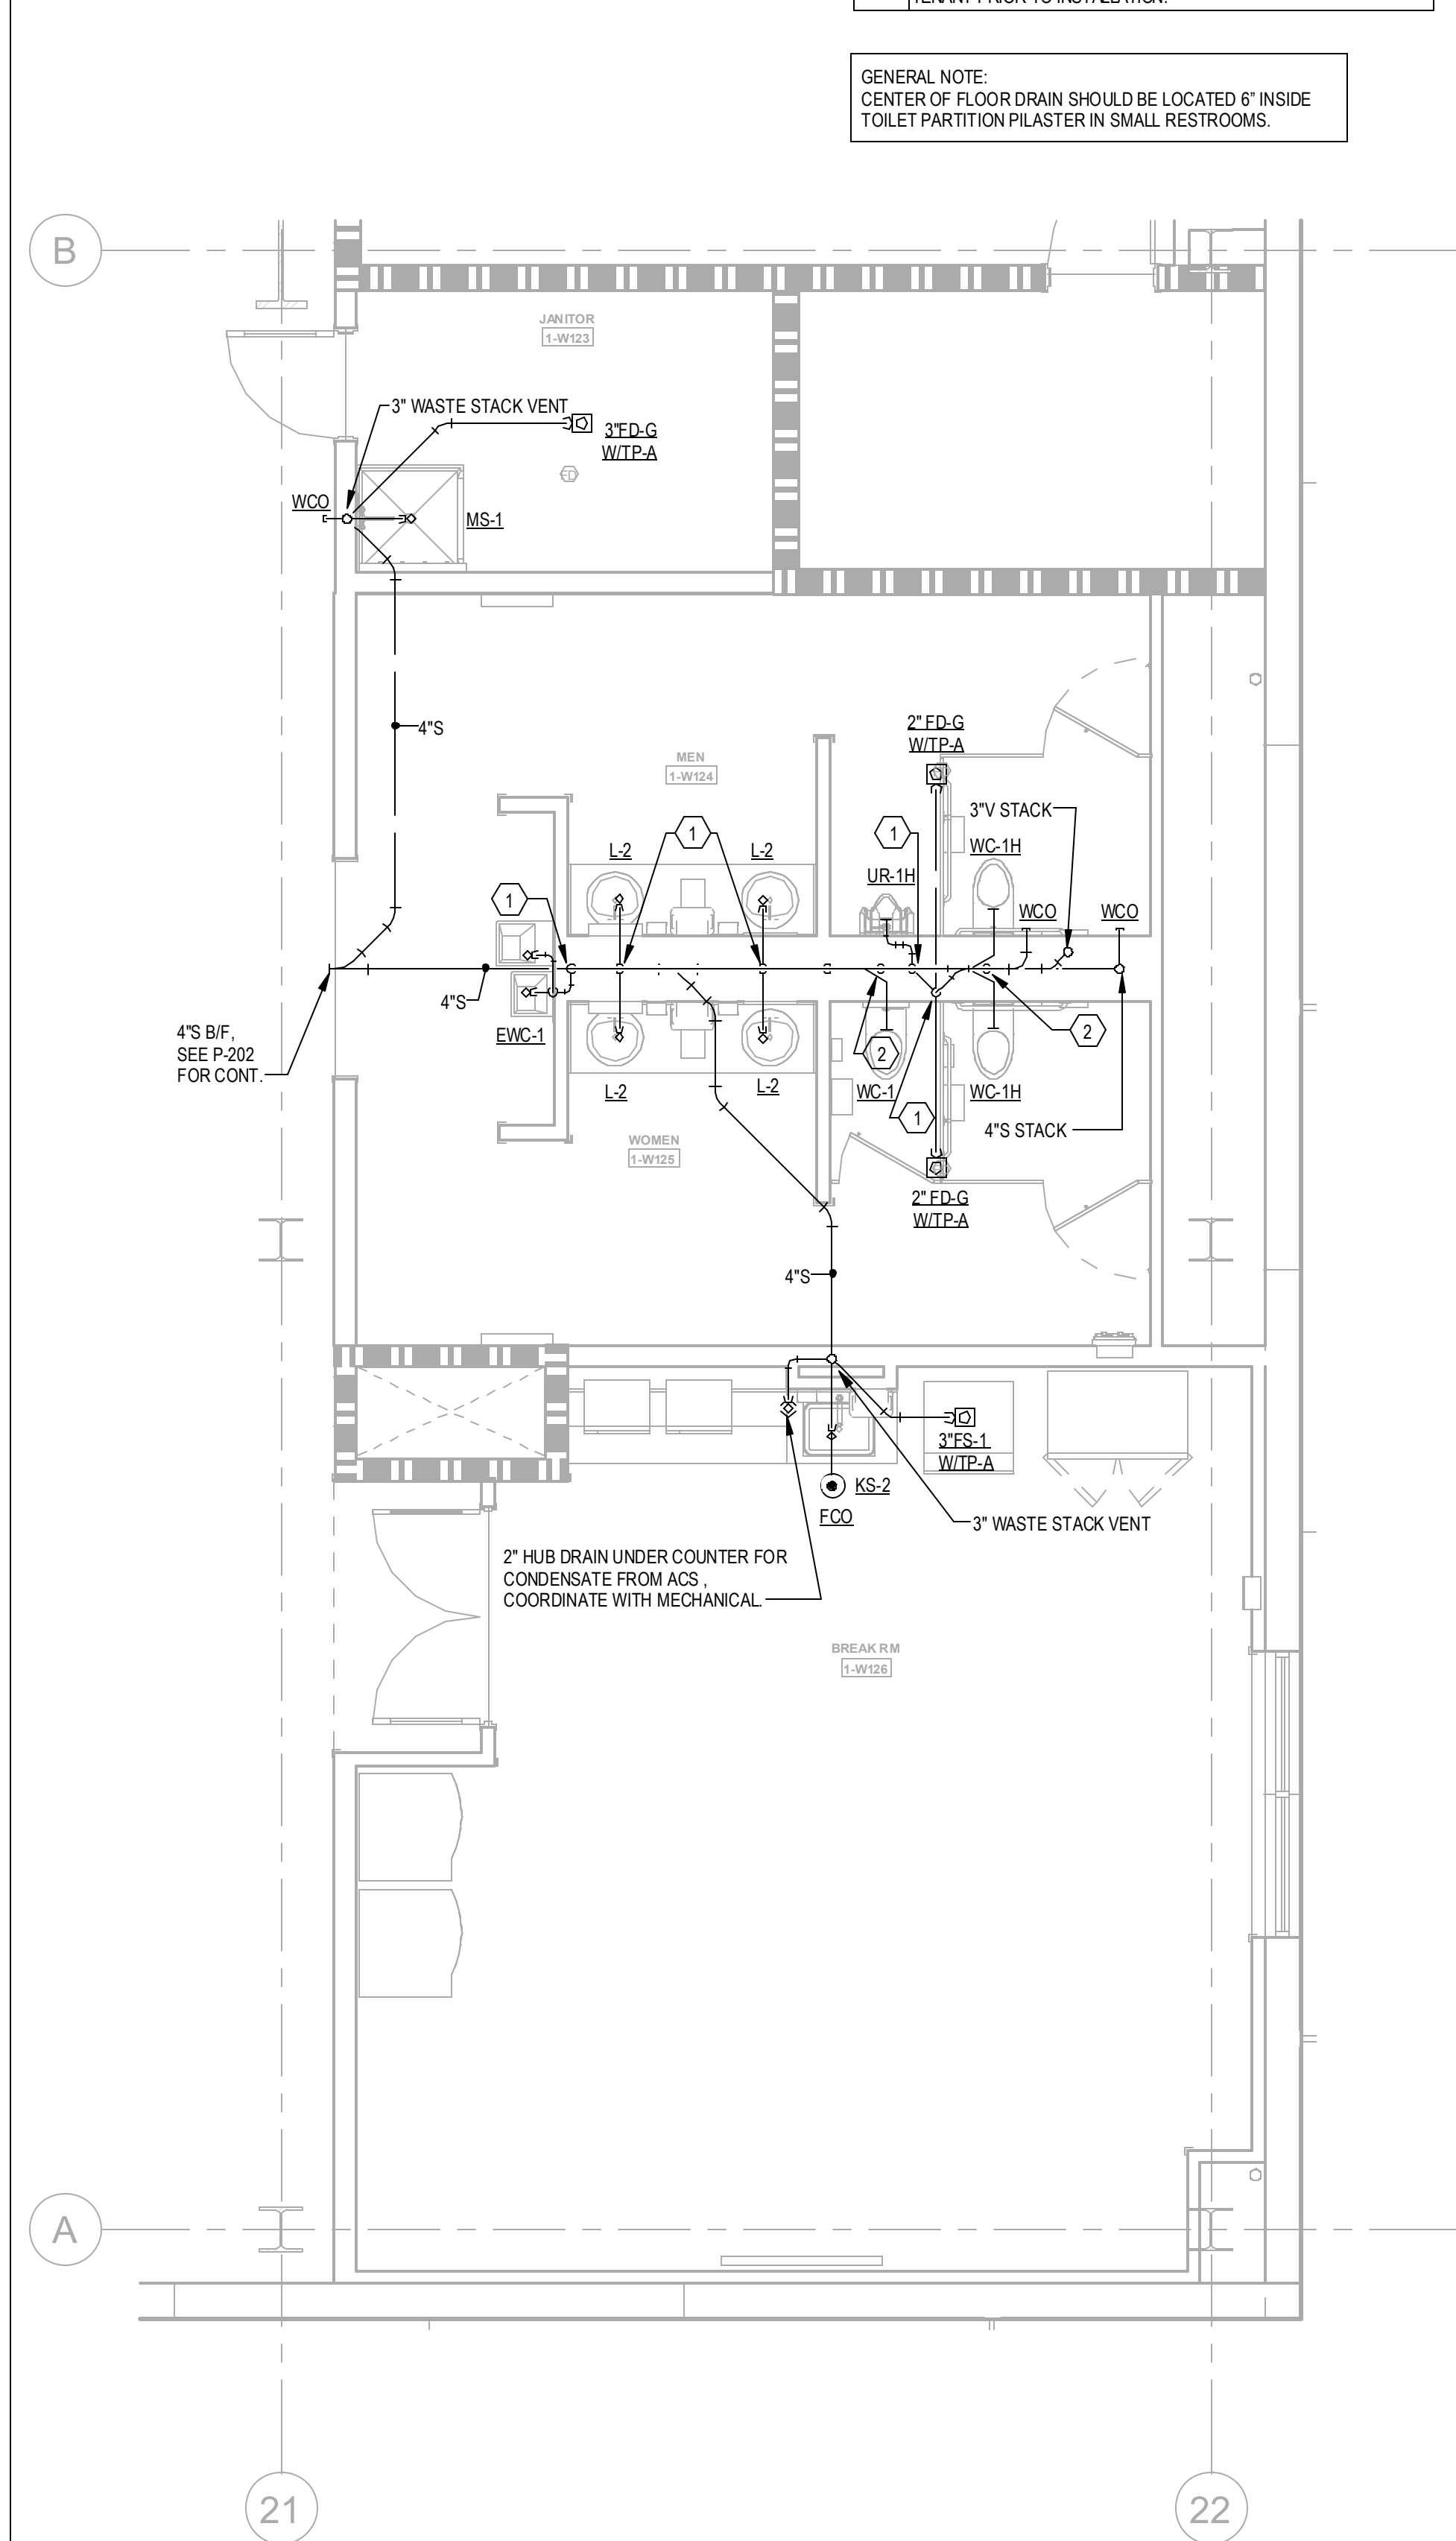 GENERAL NOTE:
CENTER OF FLOOR DRAIN SHOULD BE LOCATED 6” INSIDE
TOILET PARTITION PILASTER IN SMALL RESTROOMS.
B
JANITOR
1-W123
3" WASTE STACK VENT
3"FD-G
W/TP-A
FD
WCO
MS-1
4"S
MEN
1-W124
2" FD-G
W/TP-A
3"V STACK
1
1
L-2
L-2
WC-1H
UR-1H
1
WCO
WCO
4"S
EWC-1
4"S B/F,
SEE P-202
FOR CONT.
2
2
L-2
L-2
WC-1
WC-1H
1
4"S STACK
WOMEN
1-W125
2" FD-G
W/TP-A
4"S
3"FS-1
W/TP-A
KS-2
FCO
3" WASTE STACK VENT
2" HUB DRAIN UNDER COUNTER FOR
CONDENSATE FROM ACS ,
COORDINATE WITH MECHANICAL.
BREAK RM
1-W126
A
21
22